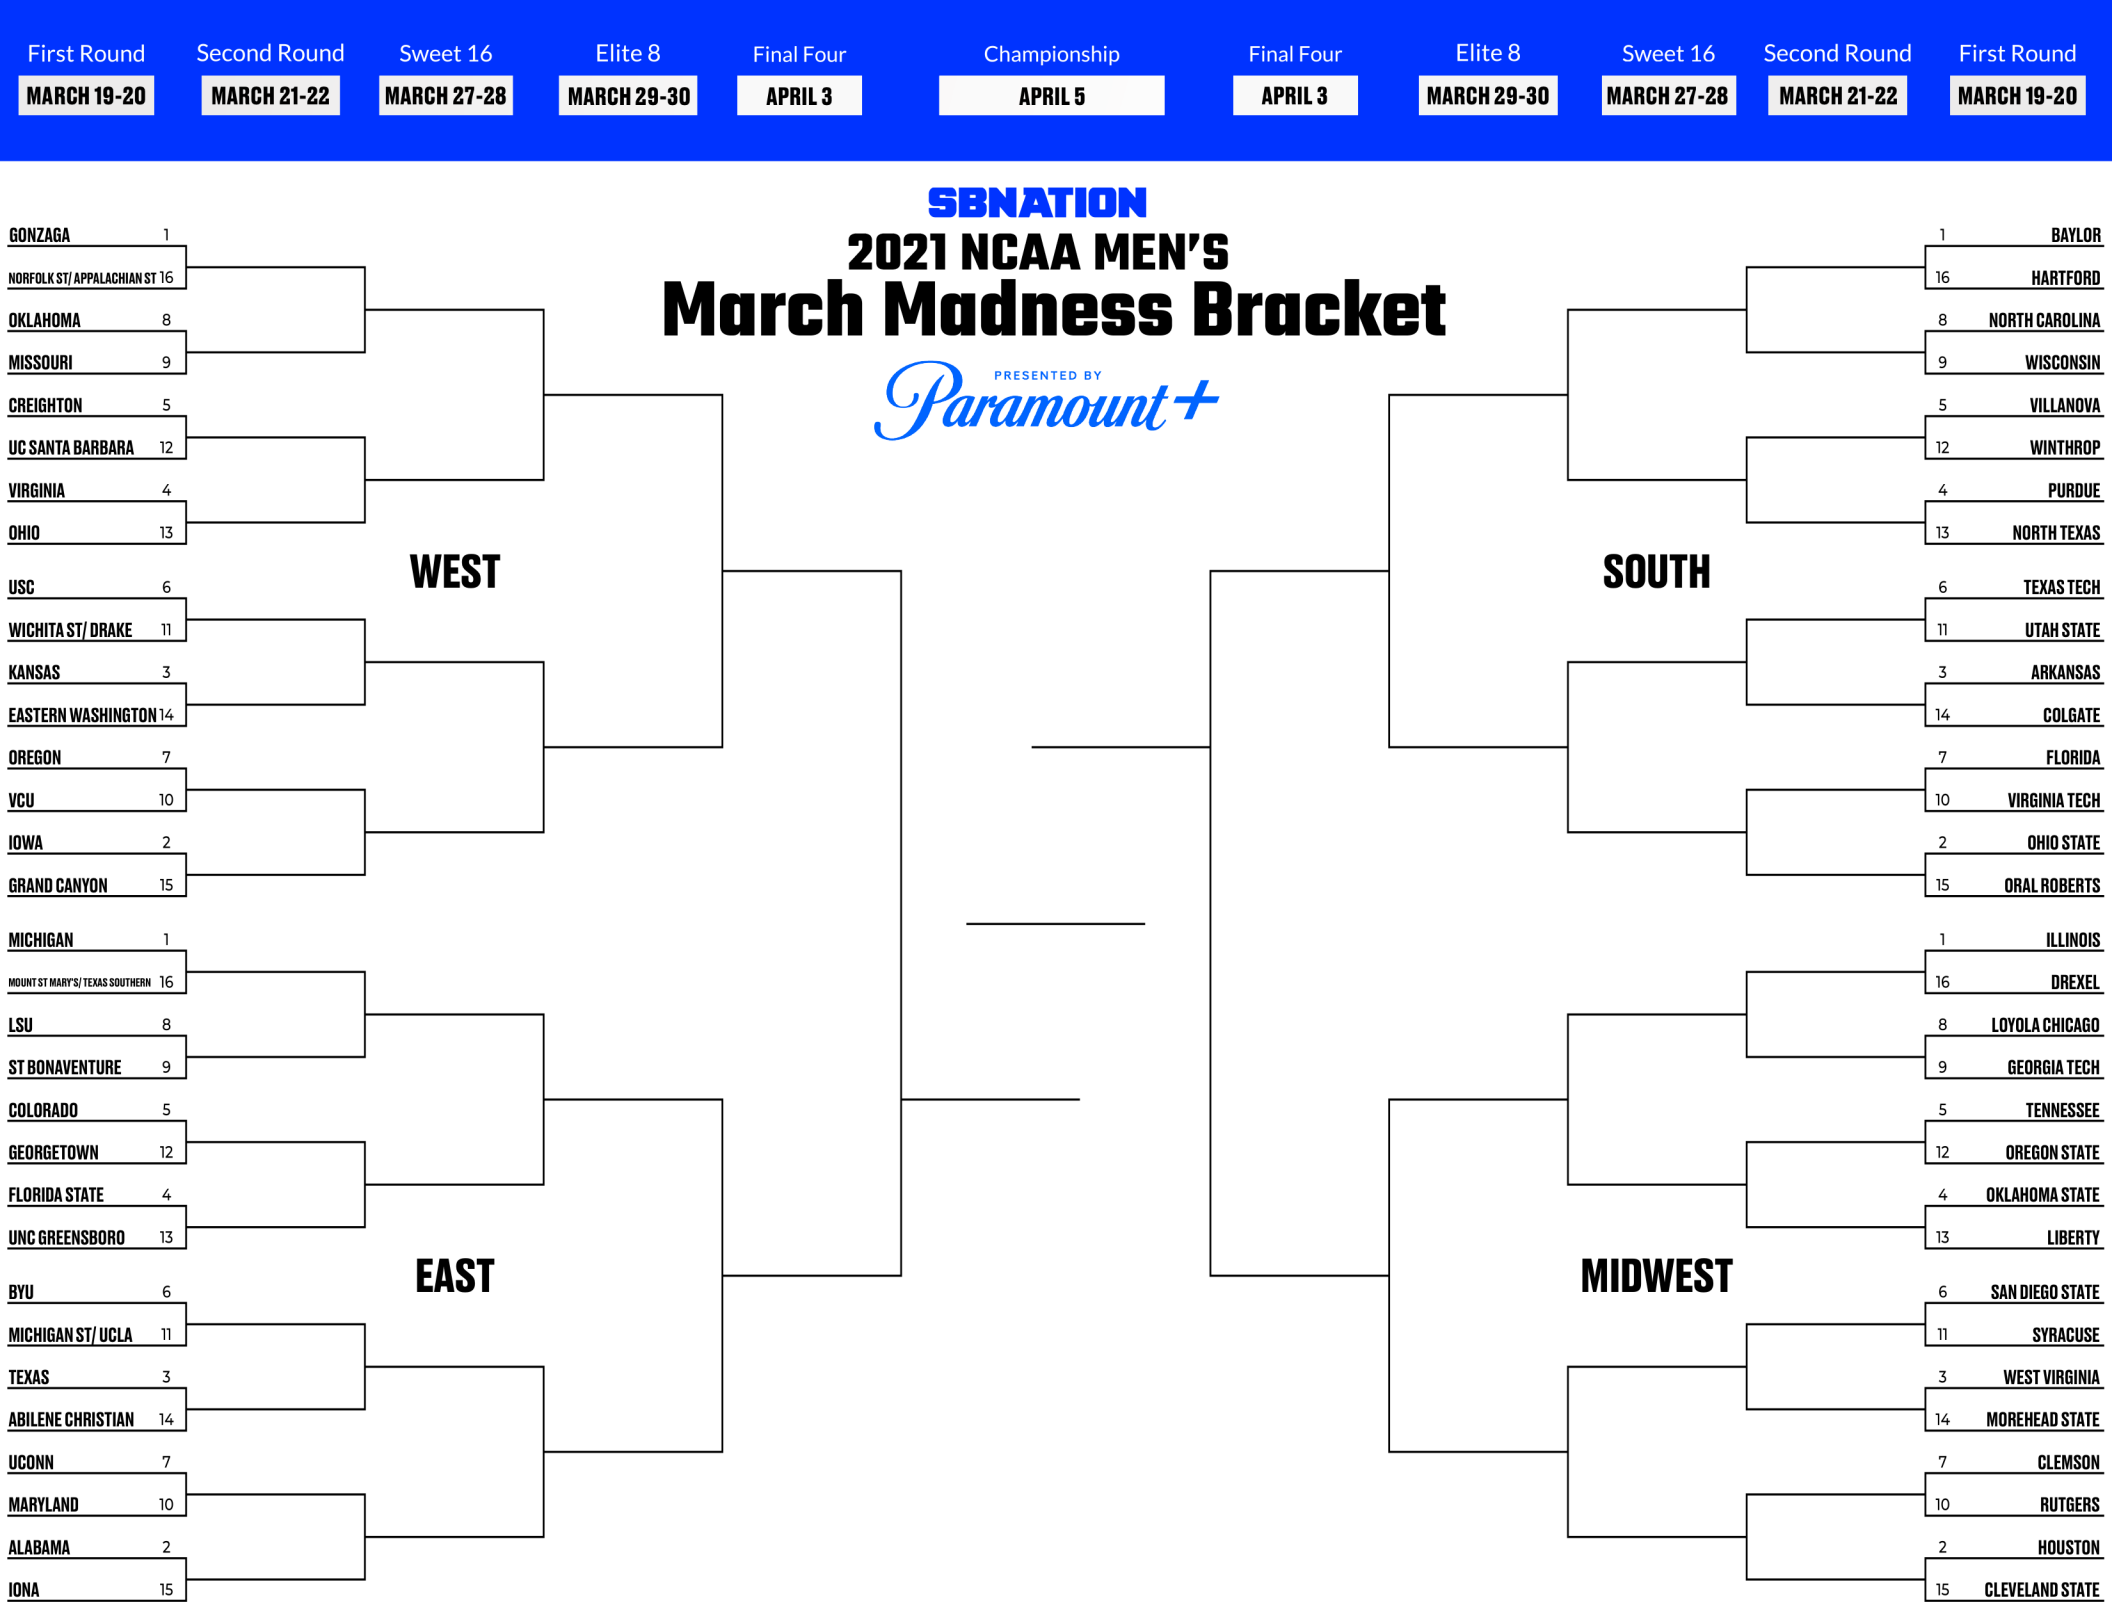 First Round Second Round Sweet 16 Elite 8 Final Four Championship Final Four Elite 8 Sweet 16 Second Round First Round
MARCH 19-20 MARCH 21-22 MARCH 27-28 MARCH 29-30 APRIL 3 APRIL 5 APRIL 3 MARCH 29-30 MARCH 27-28 MARCH 21-22 MARCH 19-20
SBNATION
2021 NCAA MEN'S
March Madness Bracket
PRESENTED BY
Paramount+
GONZAGA 1
NORFOLK ST/ APPALACHIAN ST 16
OKLAHOMA 8
MISSOURI 9
CREIGHTON 5
UC SANTA BARBARA 12
VIRGINIA 4
OHIO 13
WEST
USC 6
WICHITA ST/ DRAKE 11
KANSAS 3
EASTERN WASHINGTON 14
OREGON 7
VCU 10
IOWA 2
GRAND CANYON 15
MICHIGAN 1
MOUNT ST MARY'S/ TEXAS SOUTHERN 16
LSU 8
ST BONAVENTURE 9
COLORADO 5
GEORGETOWN 12
FLORIDA STATE 4
UNC GREENSBORO 13
EAST
BYU 6
MICHIGAN ST/ UCLA 11
TEXAS 3
ABILENE CHRISTIAN 14
UCONN 7
MARYLAND 10
ALABAMA 2
IONA 15
1 BAYLOR
16 HARTFORD
8 NORTH CAROLINA
9 WISCONSIN
5 VILLANOVA
12 WINTHROP
4 PURDUE
13 NORTH TEXAS
SOUTH
6 TEXAS TECH
11 UTAH STATE
3 ARKANSAS
14 COLGATE
7 FLORIDA
10 VIRGINIA TECH
2 OHIO STATE
15 ORAL ROBERTS
1 ILLINOIS
16 DREXEL
8 LOYOLA CHICAGO
9 GEORGIA TECH
5 TENNESSEE
12 OREGON STATE
4 OKLAHOMA STATE
13 LIBERTY
MIDWEST
6 SAN DIEGO STATE
11 SYRACUSE
3 WEST VIRGINIA
14 MOREHEAD STATE
7 CLEMSON
10 RUTGERS
2 HOUSTON
15 CLEVELAND STATE